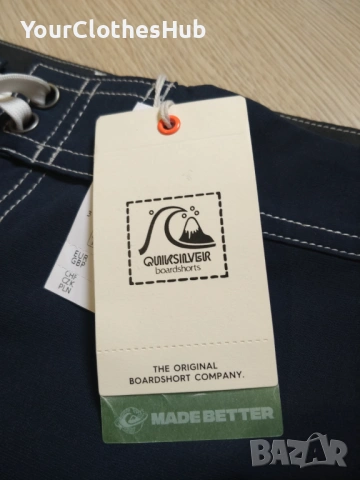 YourClothesHub
QUIKSILVER
boardshorts
THE ORIGINAL
BOARDSHORT COMPANY.
MADE BETTER
BAZAR